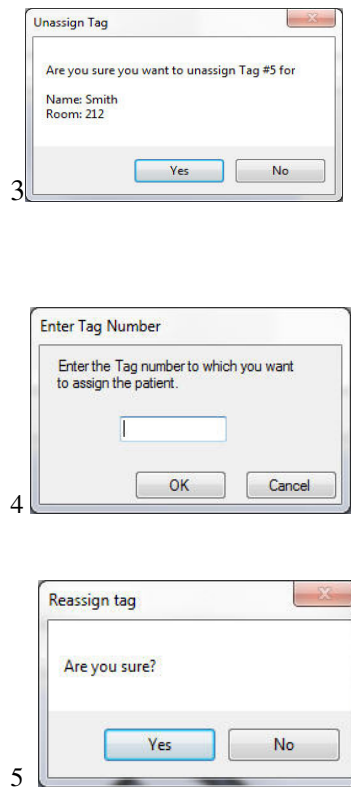 Unassign Tag
Are you sure you want to unassign Tag #5 for
Name: Smith
Room: 212
Yes No
3
Enter Tag Number
Enter the Tag number to which you want
to assign the patient.
OK Cancel
4
Reassign tag
Are you sure?
Yes No
5